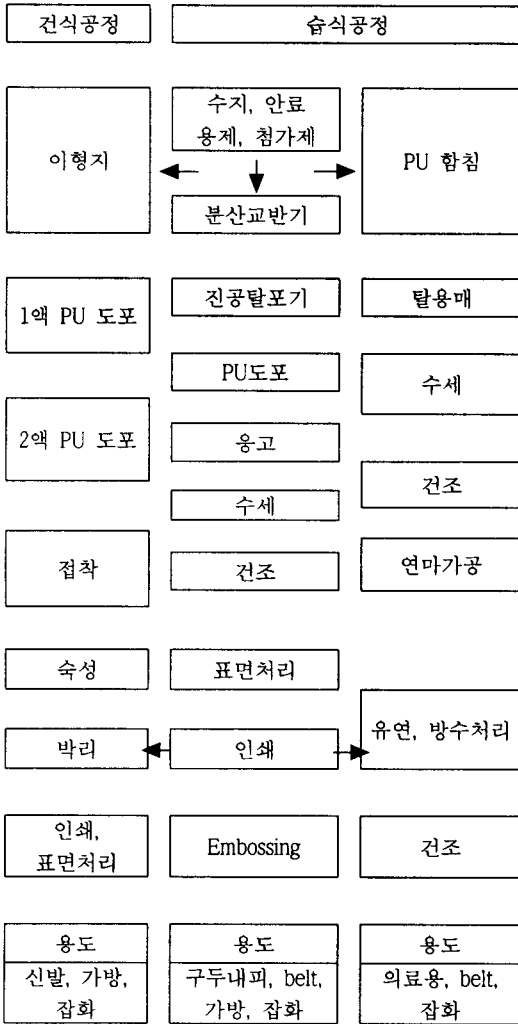 건식공정
습식공정
이형지
수지, 안료
용제, 첨가제
분산교반기
PU 함침
1액 PU 도포
진공탈포기
탈용매
PU도포
수세
2액 PU 도포
응고
건조
수세
접착
건조
연마가공
숙성
표면처리
유연, 방수처리
박리
인쇄
인쇄,
표면처리
Embossing
건조
용도
신발, 가방,
잡화
용도
구두내피, belt,
가방, 잡화
용도
의료용, belt,
잡화